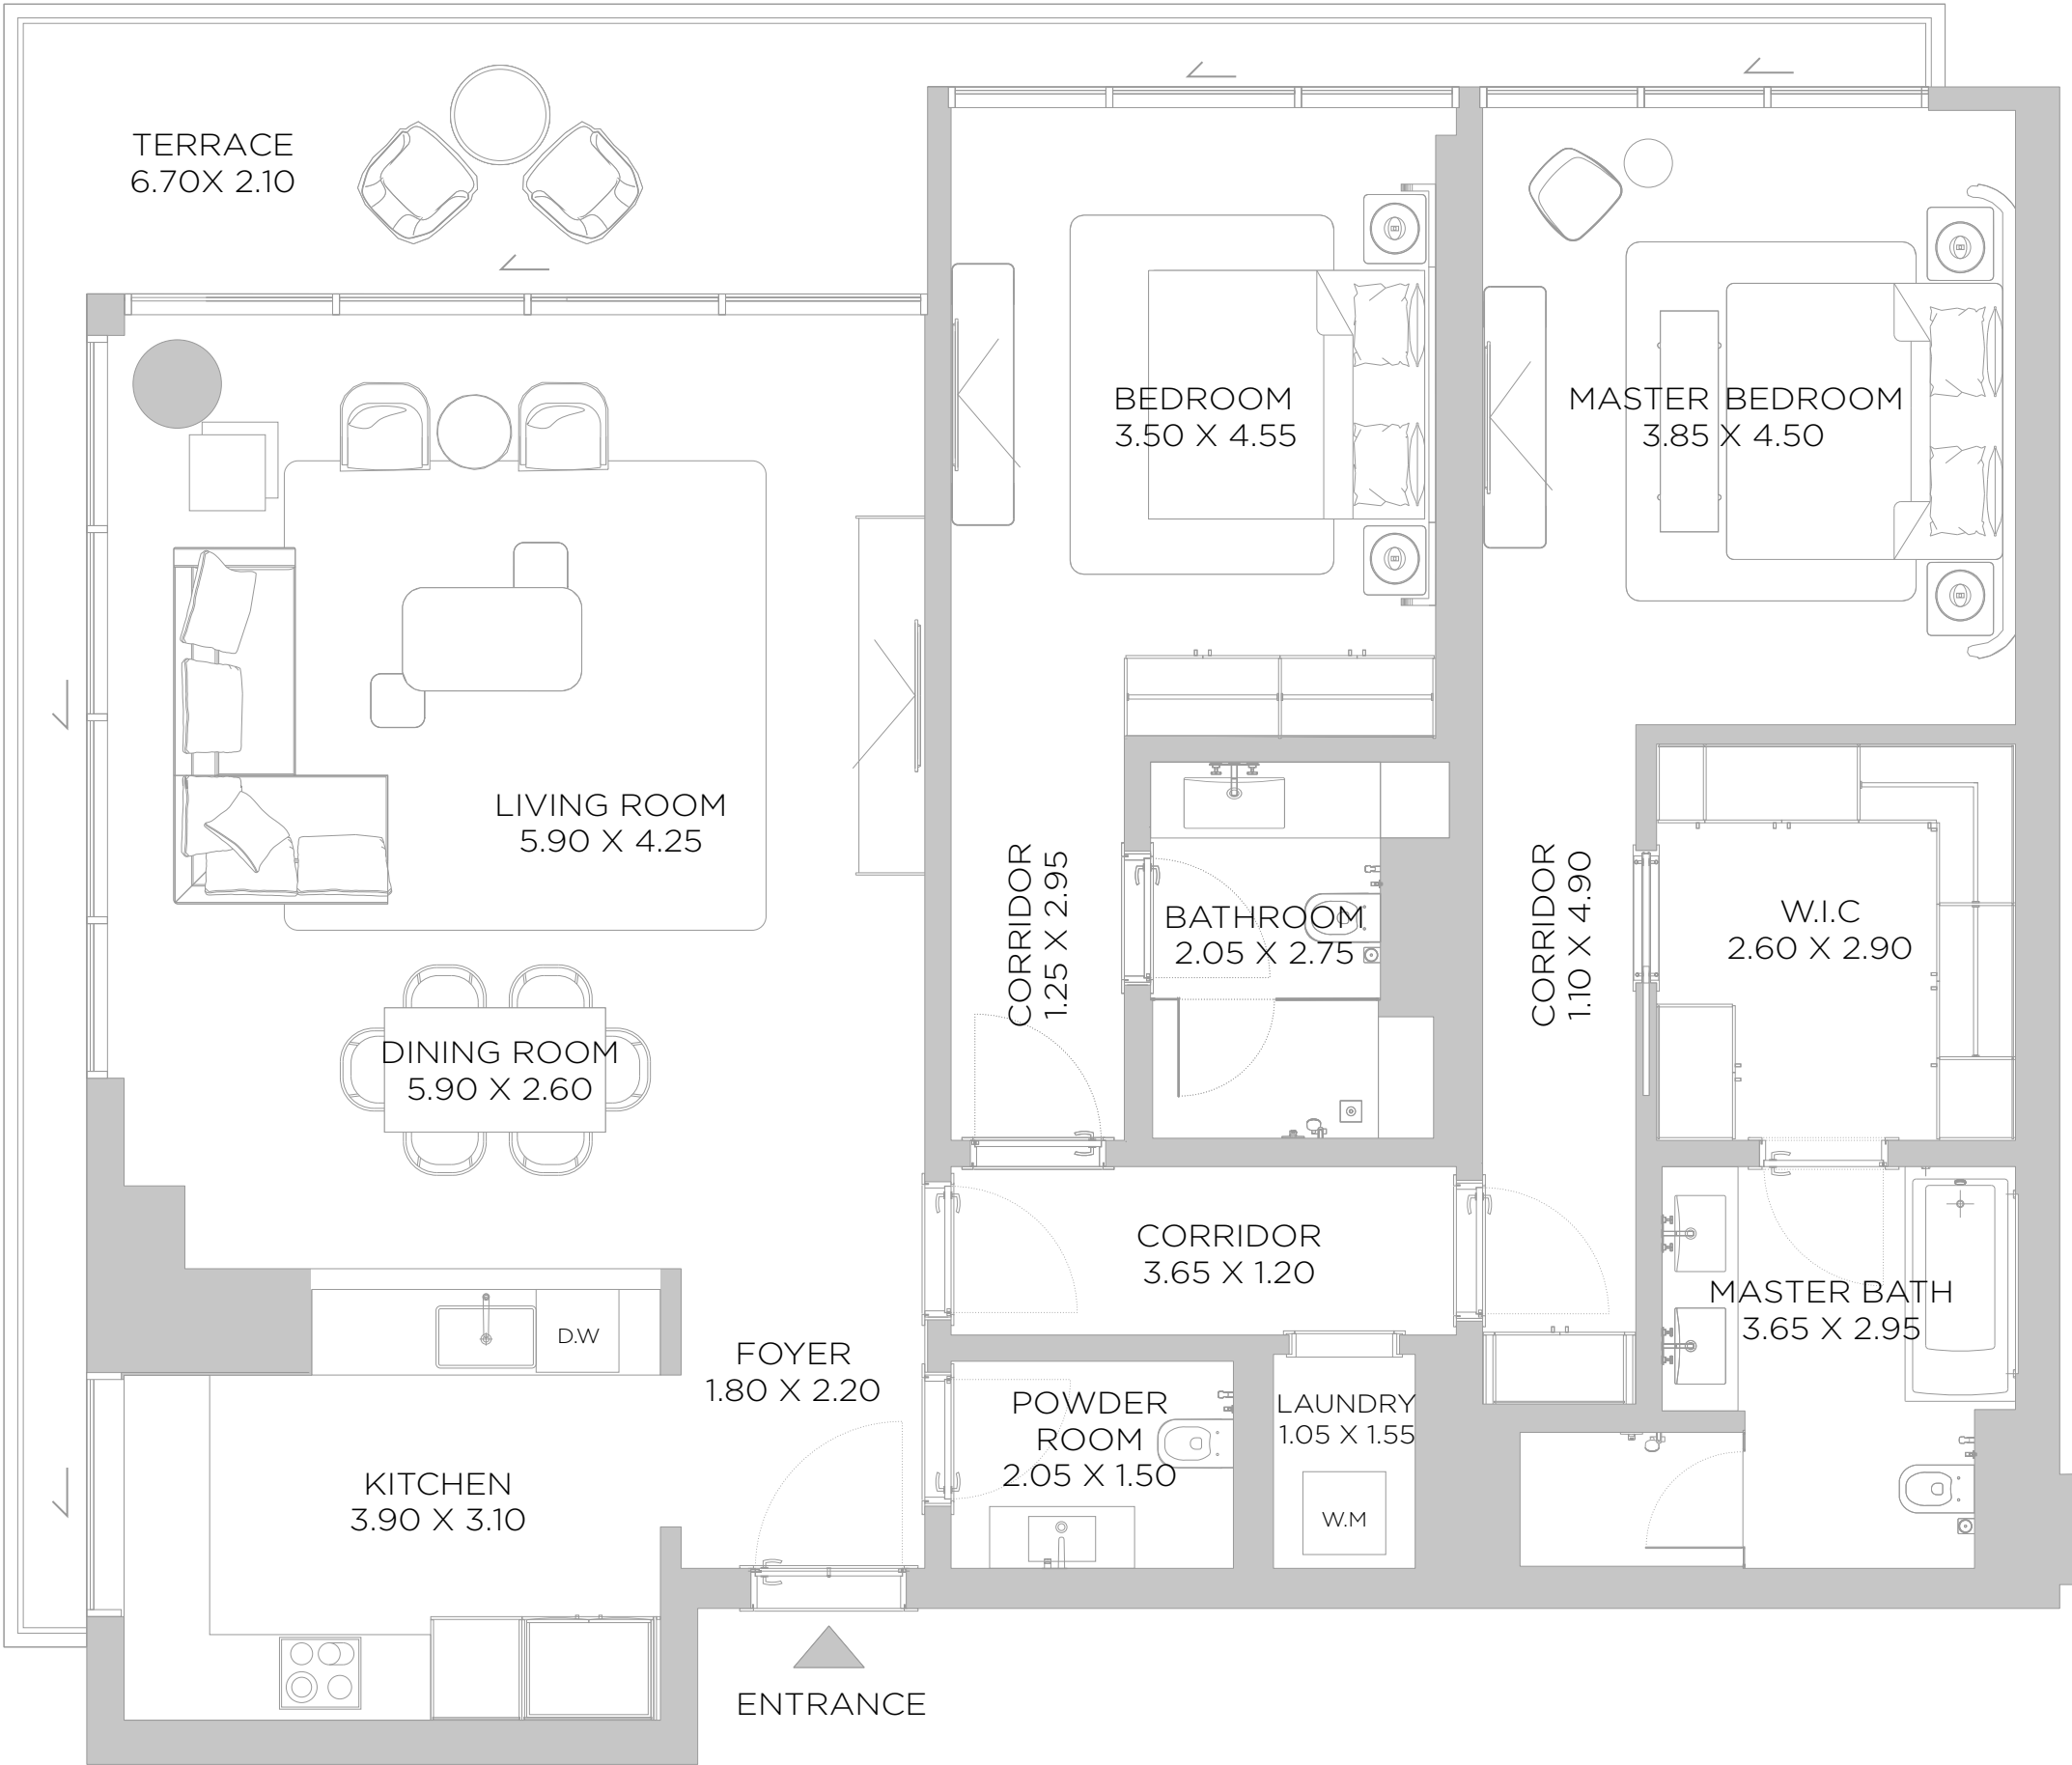 TERRACE
6.70X 2.10
BEDROOM
3.50 X 4.55
MASTER BEDROOM
3.85 X 4.50
LIVING ROOM
5.90 X 4.25
CORRIDOR
1.25 X 2.95
BATHROOM
2.05 X 2.75
CORRIDOR
1.10 X 4.90
W.I.C
2.60 X 2.90
DINING ROOM
5.90 X 2.60
CORRIDOR
3.65 X 1.20
MASTER BATH
3.65 X 2.95
D.W
FOYER
1.80 X 2.20
POWDER
ROOM
2.05 X 1.50
LAUNDRY
1.05 X 1.55
KITCHEN
3.90 X 3.10
W.M
ENTRANCE